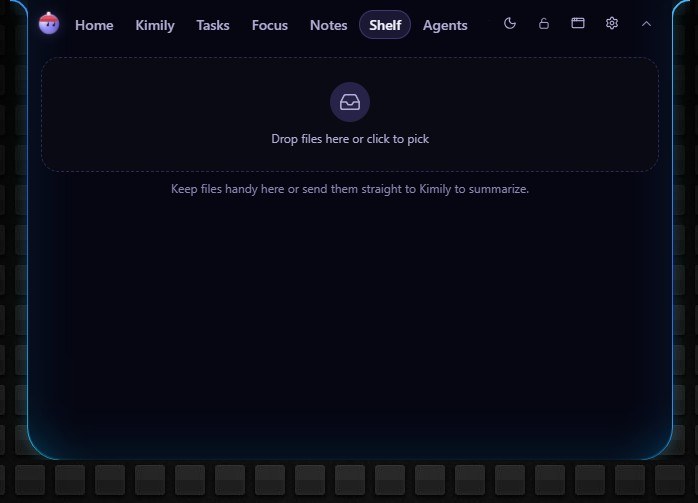 Home Kimily Tasks Focus Notes Shelf Agents
Drop files here or click to pick
Keep files handy here or send them straight to Kimily to summarize.